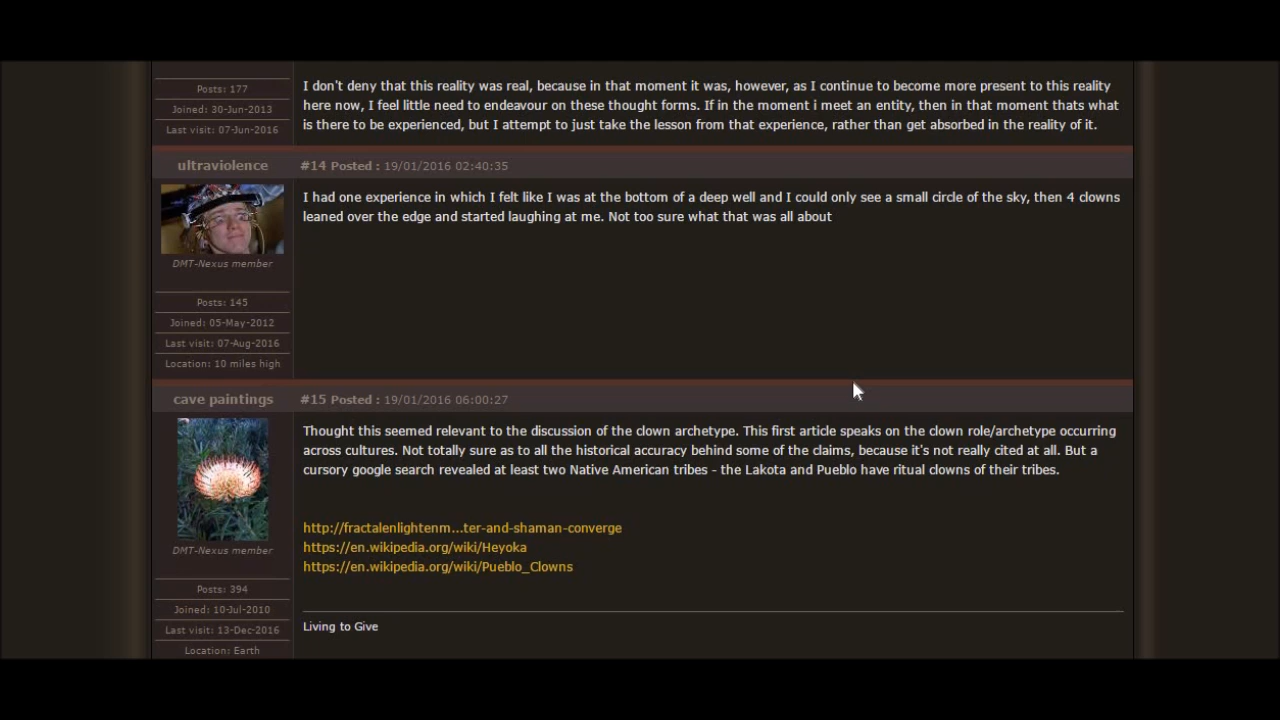 Posts: 177
Joined: 30-Jun-2013
Last visit: 07-Jun-2016
I don't deny that this reality was real, because in that moment it was, however, as I continue to become more present to this reality
here now, I feel little need to endeavour on these thought forms. If in the moment i meet an entity, then in that moment thats what
is there to be experienced, but I attempt to just take the lesson from that experience, rather than get absorbed in the reality of it.
ultraviolence
#14 Posted : 19/01/2016 02:40:35
DMT-Nexus member
Posts: 145
Joined: 05-May-2012
Last visit: 07-Aug-2016
Location: 10 miles high
I had one experience in which I felt like I was at the bottom of a deep well and I could only see a small circle of the sky, then 4 clowns
leaned over the edge and started laughing at me. Not too sure what that was all about
cave paintings
#15 Posted : 19/01/2016 06:00:27
DMT-Nexus member
Posts: 394
Joined: 10-Jul-2010
Last visit: 13-Dec-2016
Location: Earth
Thought this seemed relevant to the discussion of the clown archetype. This first article speaks on the clown role/archetype occurring
across cultures. Not totally sure as to all the historical accuracy behind some of the claims, because it's not really cited at all. But a
cursory google search revealed at least two Native American tribes - the Lakota and Pueblo have ritual clowns of their tribes.
http://fractalenlightenm...ter-and-shaman-converge
https://en.wikipedia.org/wiki/Heyoka
https://en.wikipedia.org/wiki/Pueblo_Clowns
Living to Give